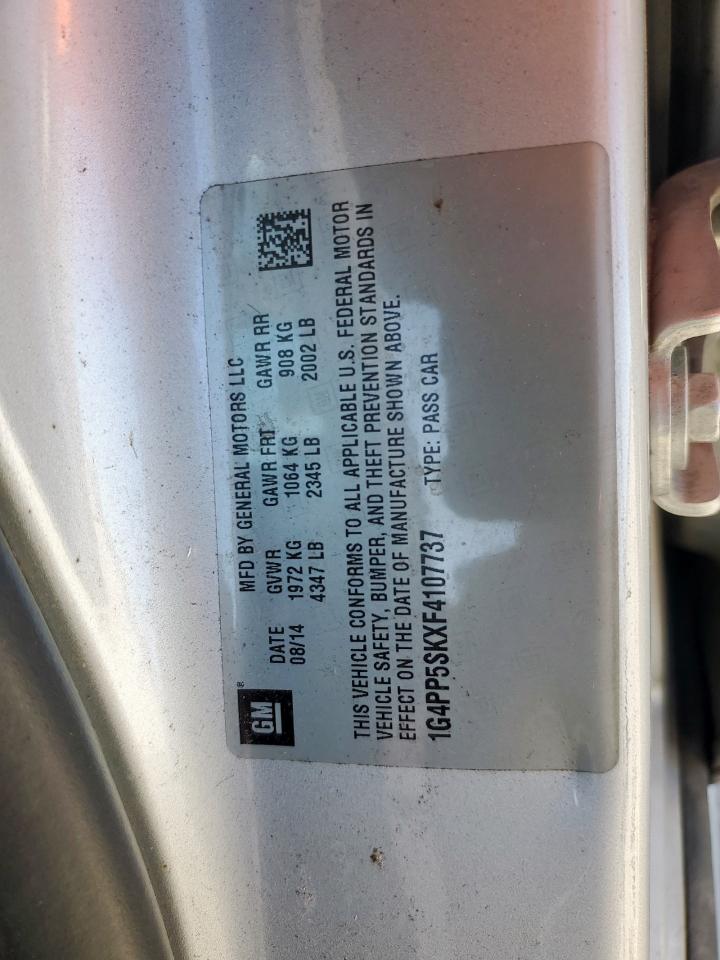 GM®
MFD BY GENERAL MOTORS LLC
DATE GVWR GAWR FRT GAWR RR
08/14 1972 KG 1064 KG 908 KG
4347 LB 2345 LB 2002 LB
THIS VEHICLE CONFORMS TO ALL APPLICABLE U.S. FEDERAL MOTOR
VEHICLE SAFETY, BUMPER, AND THEFT PREVENTION STANDARDS IN
EFFECT ON THE DATE OF MANUFACTURE SHOWN ABOVE.
1G4PP5SKXF4107737 TYPE: PASS CAR